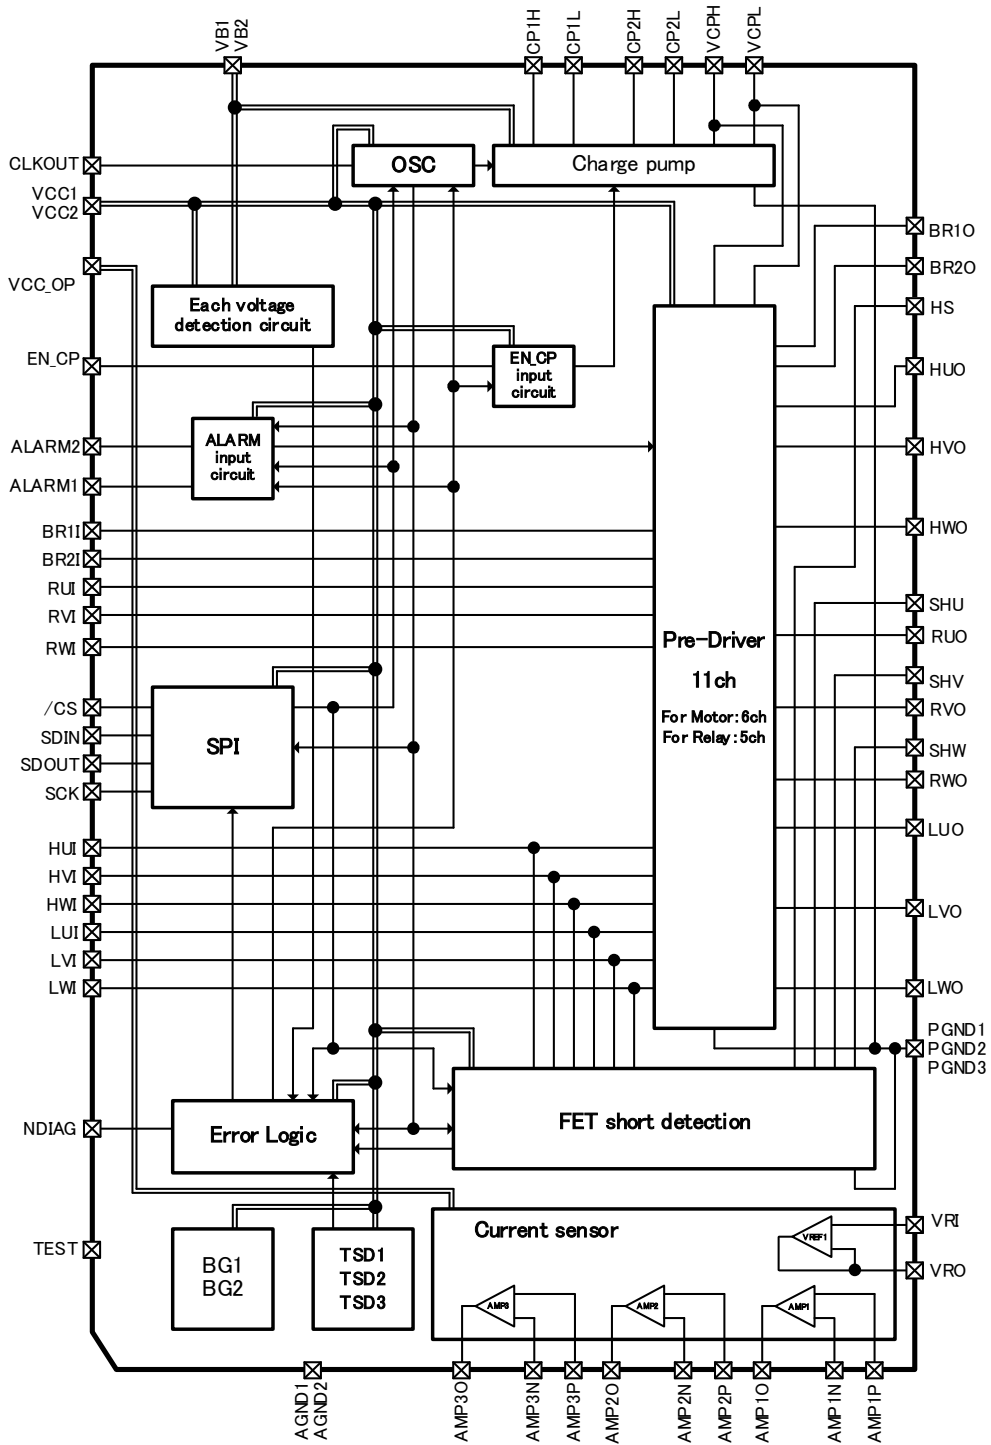 VB1
VB2
CP1H
CP1L
CP2H
CP2L
VCPH
VCPL
CLKOUT
VCC1
VCC2
VCC_OP
EN_CP
ALARM2
ALARM1
BR1I
BR2I
RUI
RVI
RWI
/CS
SDIN
SDOUT
SCK
HUI
HVI
HWI
LUI
LVI
LWI
NDIAG
TEST
OSC
Charge pump
Each voltage
detection circuit
EN_CP
input
circuit
ALARM
input
circuit
Pre-Driver
11ch
For Motor:6ch
For Relay:5ch
SPI
Error Logic
FET short detection
BG1
BG2
TSD1
TSD2
TSD3
Current sensor
VREF1
AMP3
AMP2
AMP1
BR1O
BR2O
HS
HUO
HVO
HWO
SHU
RUO
SHV
RVO
SHW
RWO
LUO
LVO
LWO
PGND1
PGND2
PGND3
VRI
VRO
AGND1
AGND2
AMP3O
AMP3N
AMP3P
AMP2O
AMP2N
AMP2P
AMP1O
AMP1N
AMP1P